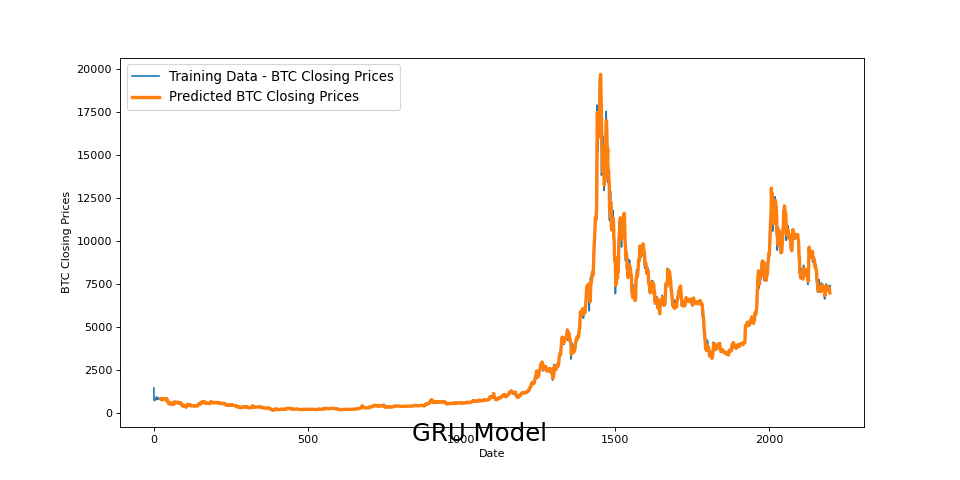 Training Data - BTC Closing Prices
Predicted BTC Closing Prices
20000
17500
15000
12500
10000
7500
5000
2500
0
BTC Closing Prices
0
500
1000
1500
2000
GRU Model
Date